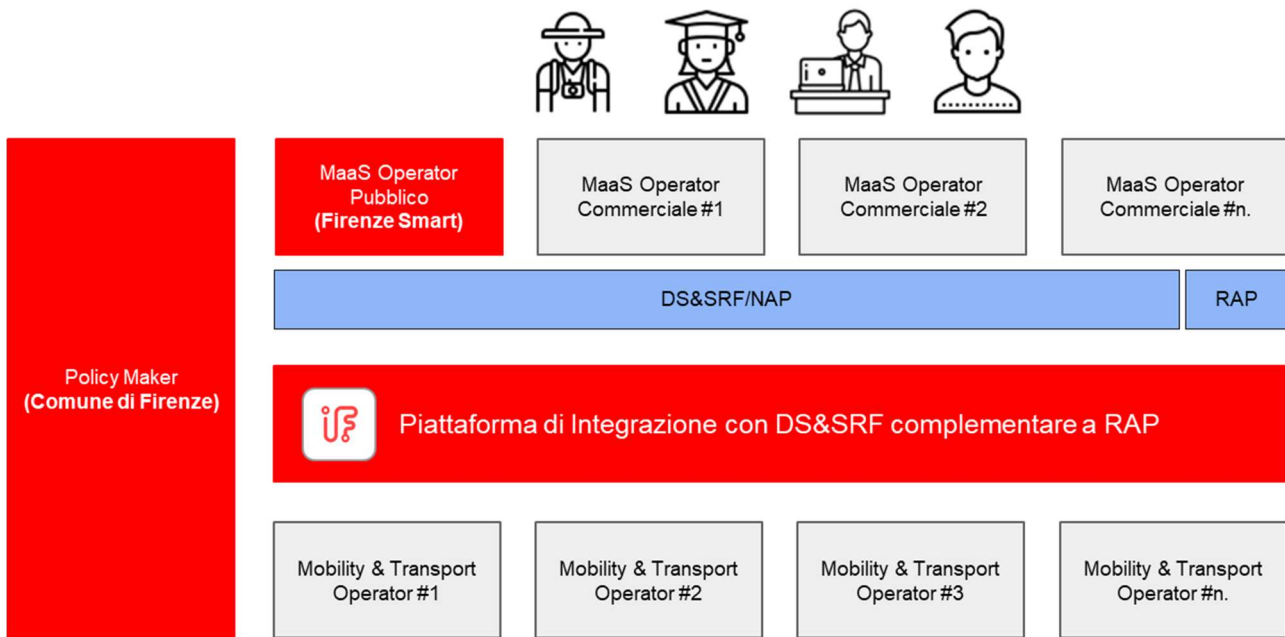 MaaS Operator
Pubblico
(Firenze Smart)
MaaS Operator
Commerciale #1
MaaS Operator
Commerciale #2
MaaS Operator
Commerciale #n.
DS&SRF/NAP
RAP
Policy Maker
(Comune di Firenze)
iF
Piattaforma di Integrazione con DS&SRF complementare a RAP
Mobility & Transport
Operator #1
Mobility & Transport
Operator #2
Mobility & Transport
Operator #3
Mobility & Transport
Operator #n.